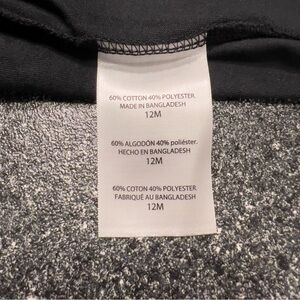 60% COTTON 40% POLYESTER.
MADE IN BANGLADESH
12M
60% ALGODÓN 40% poliéster.
HECHO EN BANGLADESH
12M
60% COTON 40% POLYESTER.
FABRIQUÉ AU BANGLADESH
12M